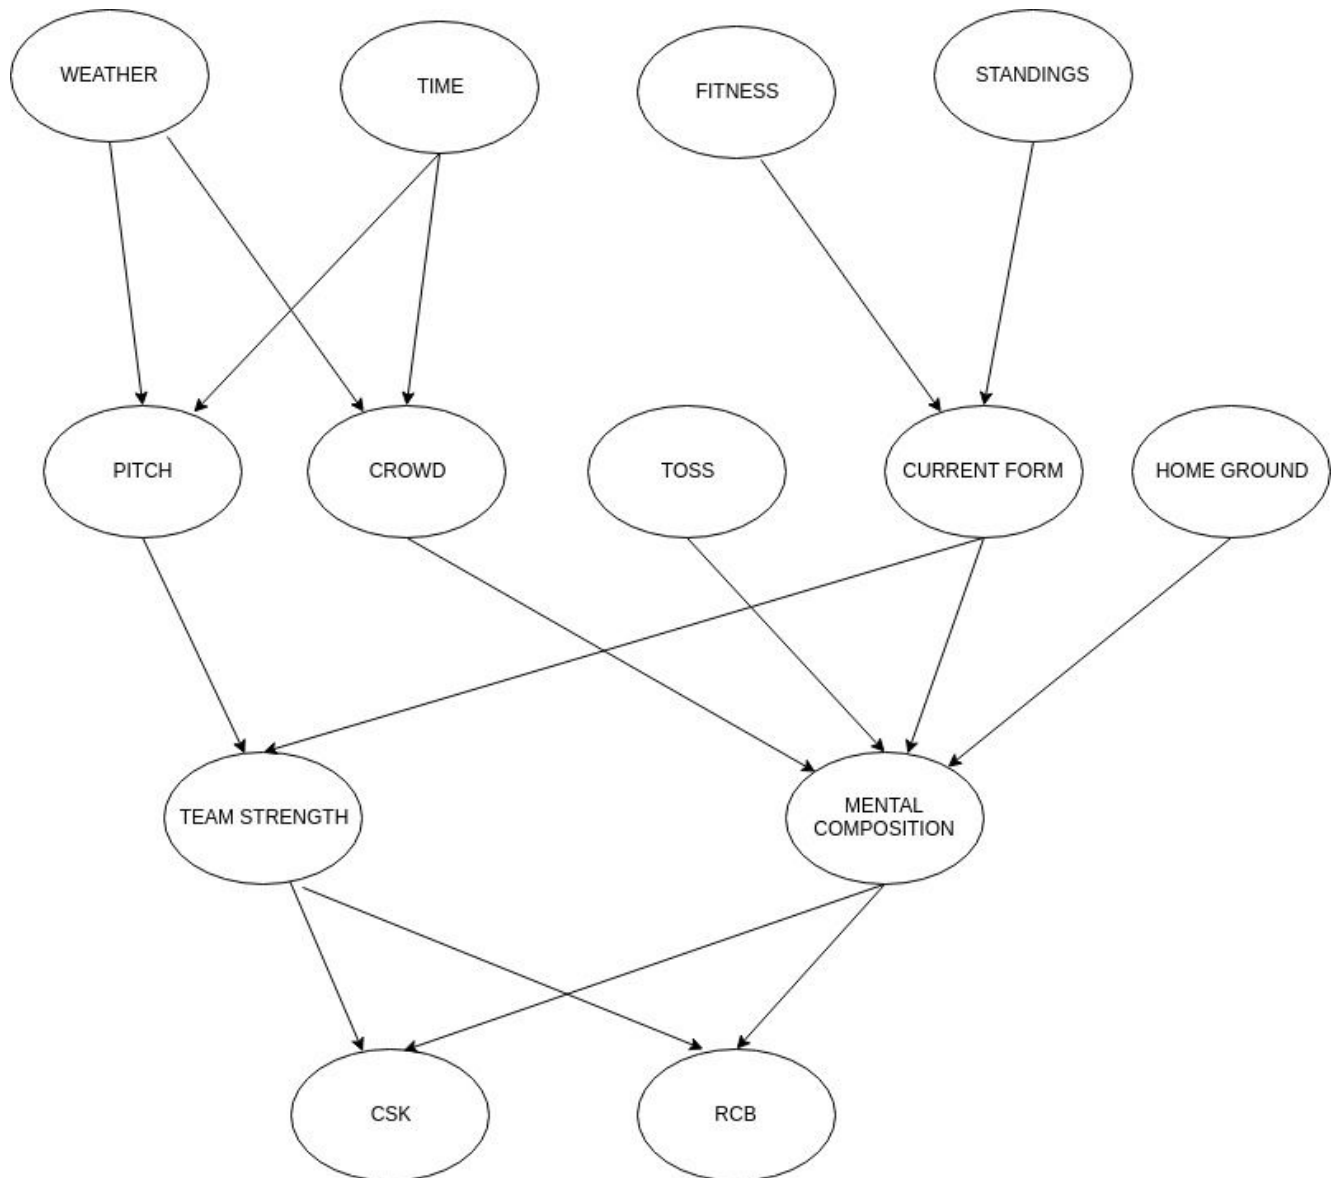 WEATHER
TIME
FITNESS
STANDINGS
PITCH
CROWD
TOSS
CURRENT FORM
HOME GROUND
TEAM STRENGTH
MENTAL
COMPOSITION
CSK
RCB